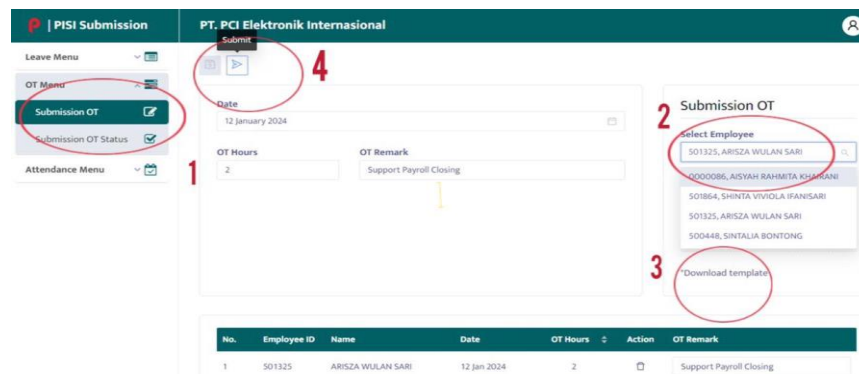 P | PISI Submission
PT. PCI Elektronik Internasional
Submit
4
Leave Menu
OT Menu
Submission OT
Submission OT Status
Attendance Menu
1
Date
12 January 2024
OT Hours
OT Remark
2
Support Payroll Closing
2
Submission OT
Select Employee
501325, ARISZA WULAN SARI
0000086, AISYAH RAHMITA KHAIRANI
501864, SHINTA VIVIOLA IFANISARI
501325, ARISZA WULAN SARI
500448, SINTALIA BONTONG
3
*Download template
No. Employee ID Name Date OT Hours Action OT Remark
1 501325 ARISZA WULAN SARI 12 Jan 2024 2 Support Payroll Closing